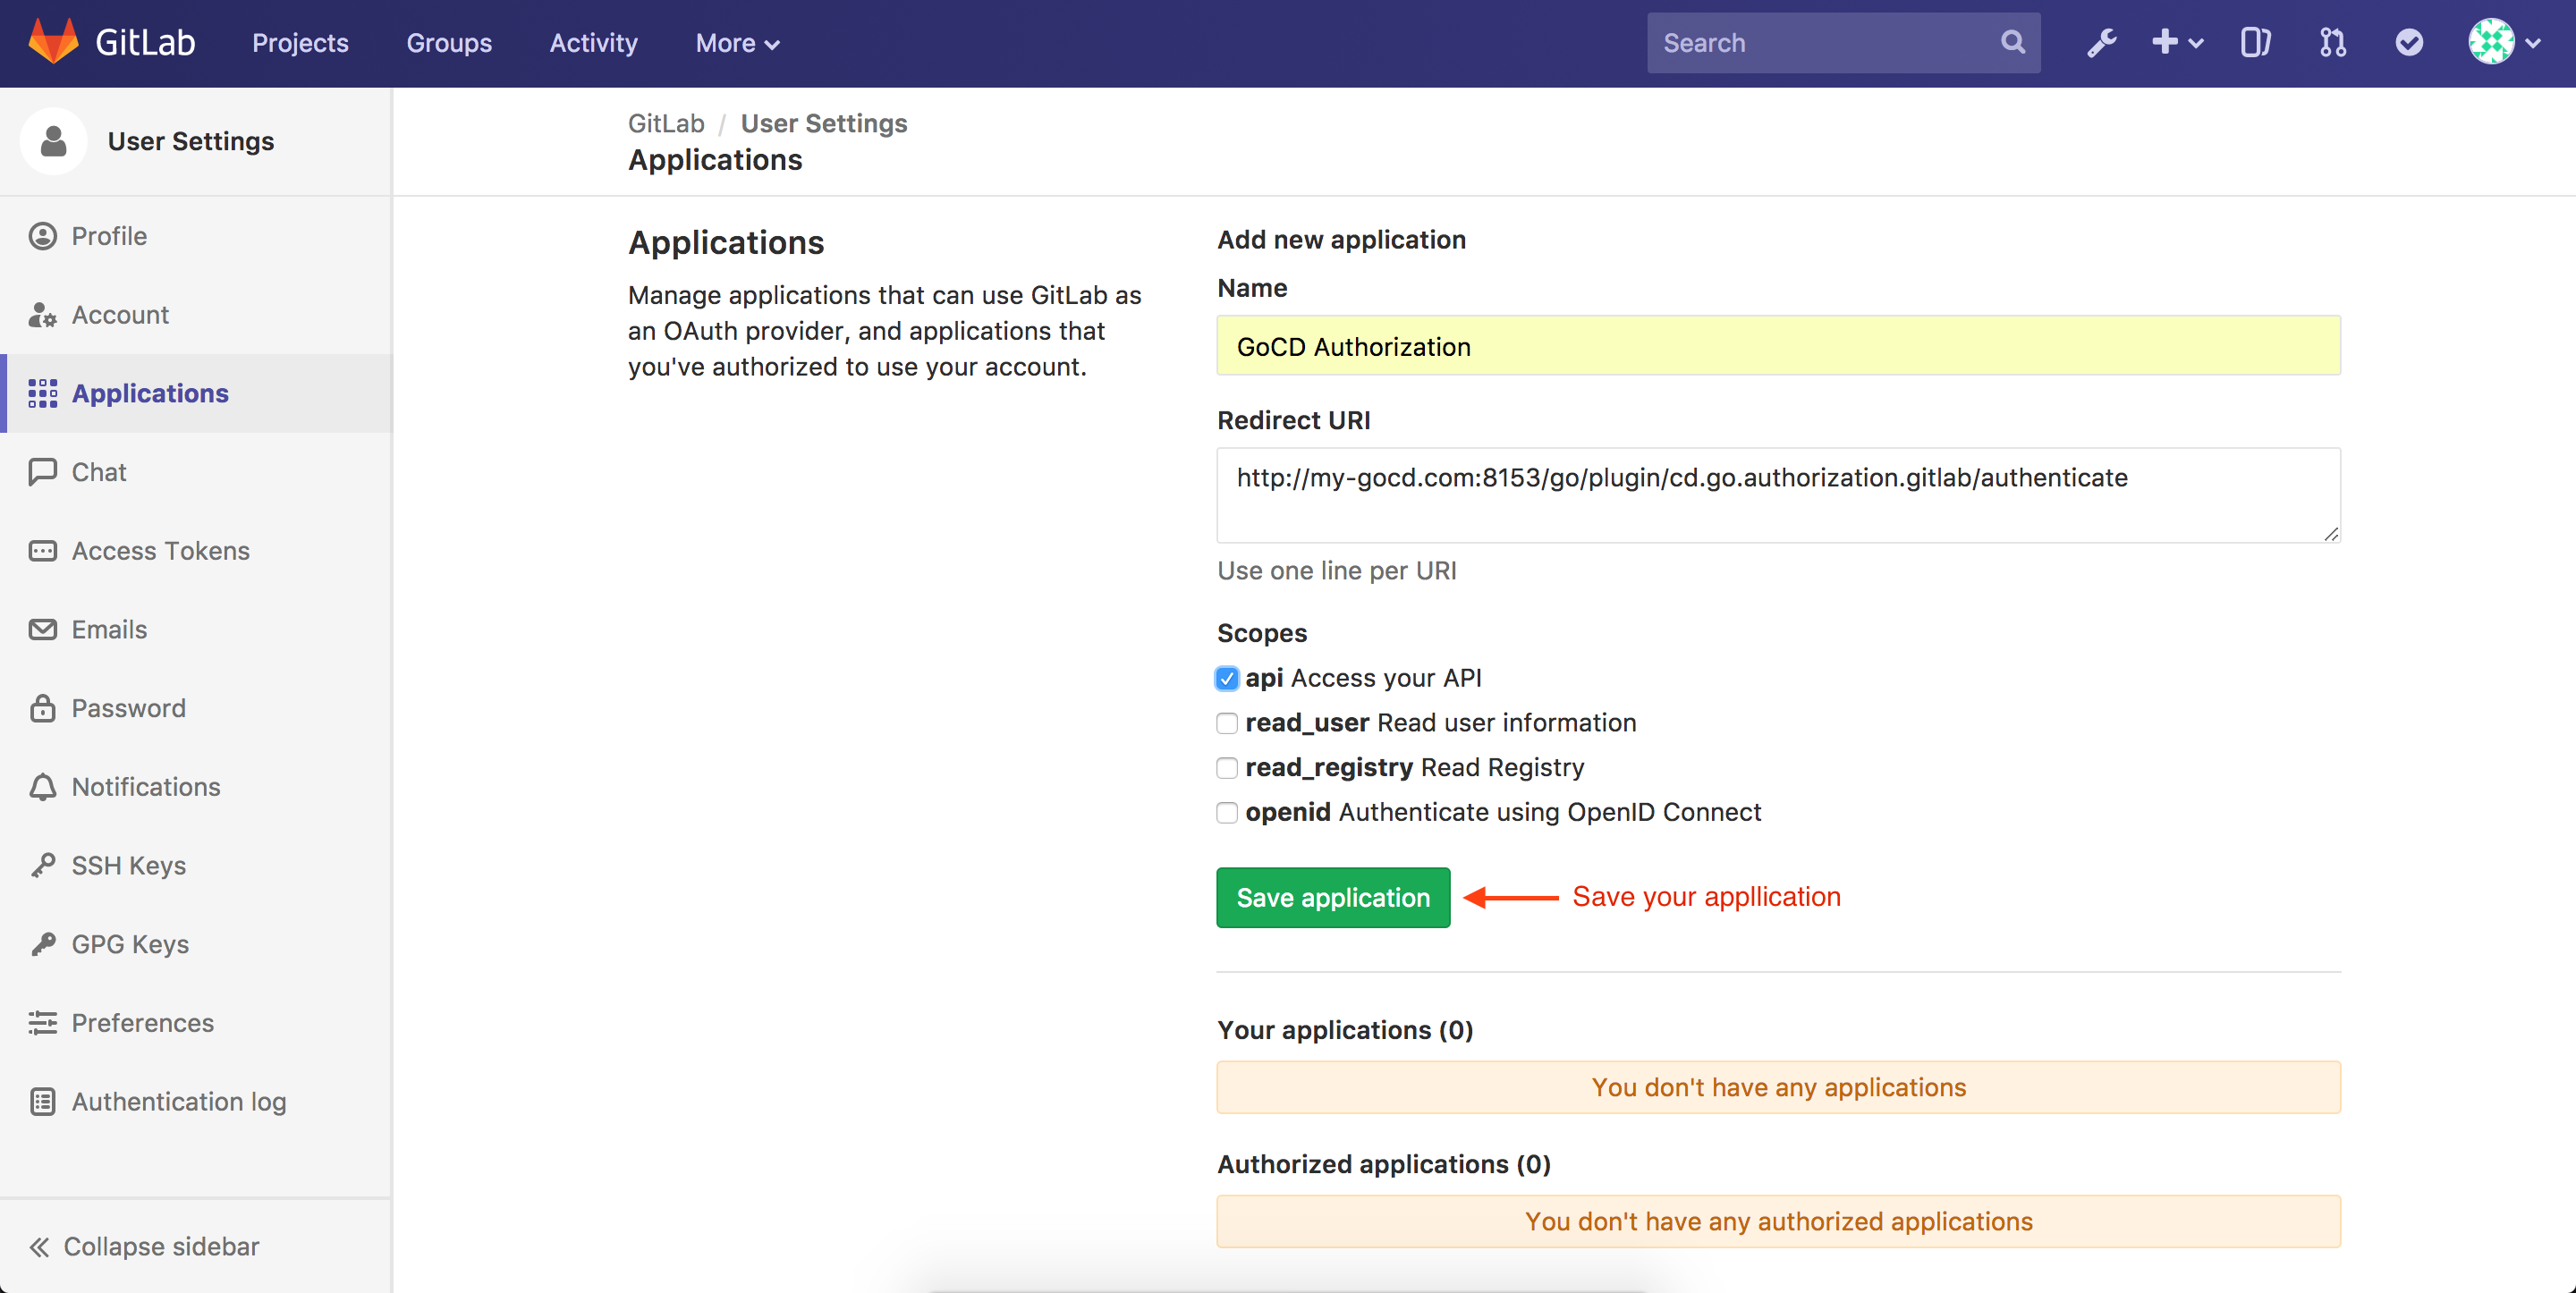 GitLab Projects Groups Activity More Search
User Settings
Profile
Account
Applications
Chat
Access Tokens
Emails
Password
Notifications
SSH Keys
GPG Keys
Preferences
Authentication log
Collapse sidebar
GitLab / User Settings
Applications
Applications
Manage applications that can use GitLab as
an OAuth provider, and applications that
you've authorized to use your account.
Add new application
Name
GoCD Authorization
Redirect URI
http://my-gocd.com:8153/go/plugin/cd.go.authorization.gitlab/authenticate
Use one line per URI
Scopes
api Access your API
read_user Read user information
read_registry Read Registry
openid Authenticate using OpenID Connect
Save application Save your appllication
Your applications (0)
You don't have any applications
Authorized applications (0)
You don't have any authorized applications